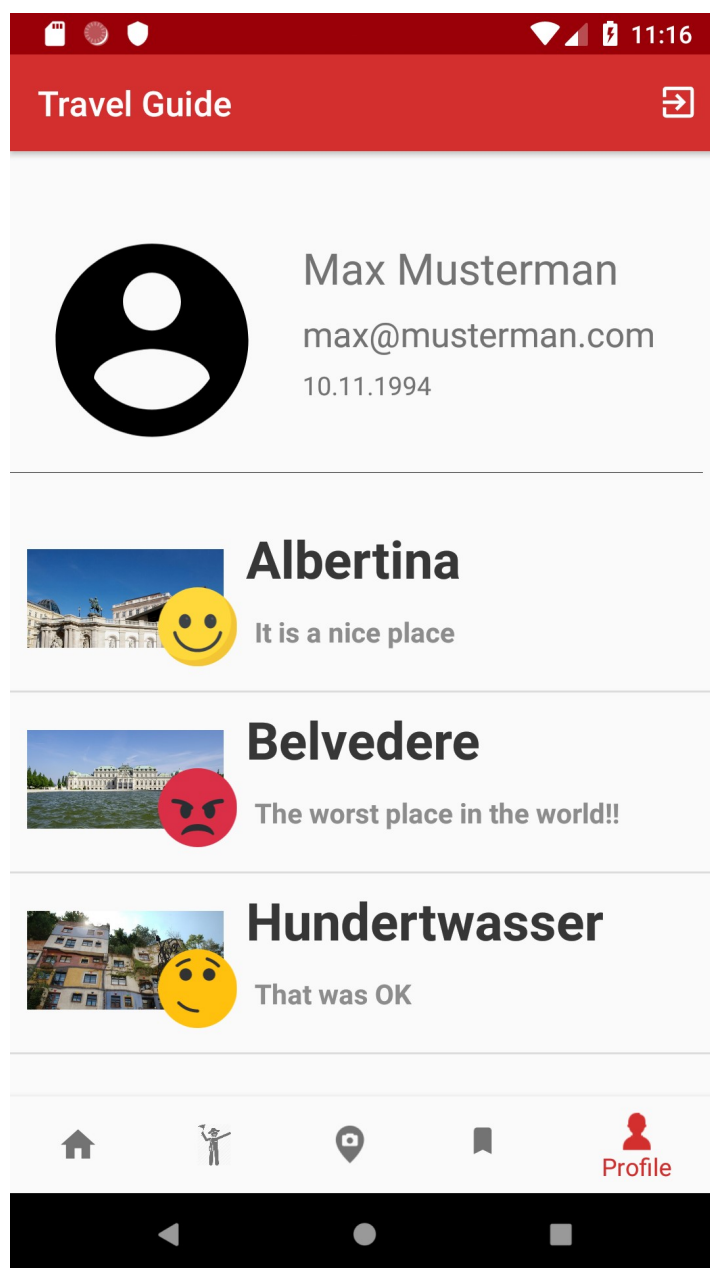 11:16
Travel Guide
Max Musterman
max@musterman.com
10.11.1994
Albertina
It is a nice place
Belvedere
The worst place in the world!!
Hundertwasser
That was OK
Profile